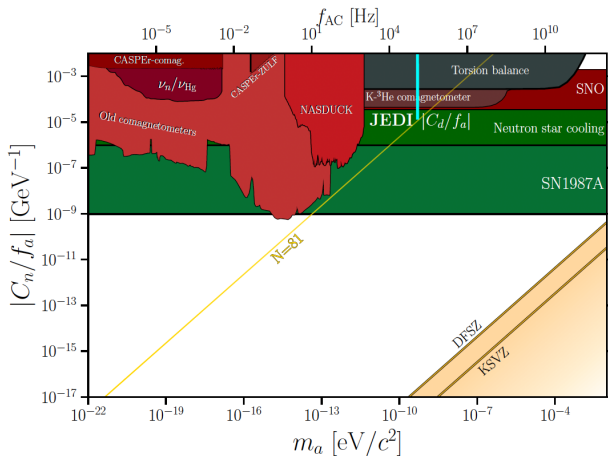 f_AC [Hz]
10^−5 10^−2 10^1 10^4 10^7 10^10
|C_n/f_a| [GeV^−1]
10^−3
10^−5
10^−7
10^−9
10^−11
10^−13
10^−15
10^−17
CASPEr-comag.
ν_n/ν_Hg
CASPEr-ZULF
Torsion balance
K-³He comagnetometer
SNO
NASDUCK
Old comagnetometers
JEDI |C_d/f_a|
Neutron star cooling
SN1987A
N=81
DFSZ
KSVZ
10^−22 10^−19 10^−16 10^−13 10^−10 10^−7 10^−4
m_a [eV/c²]